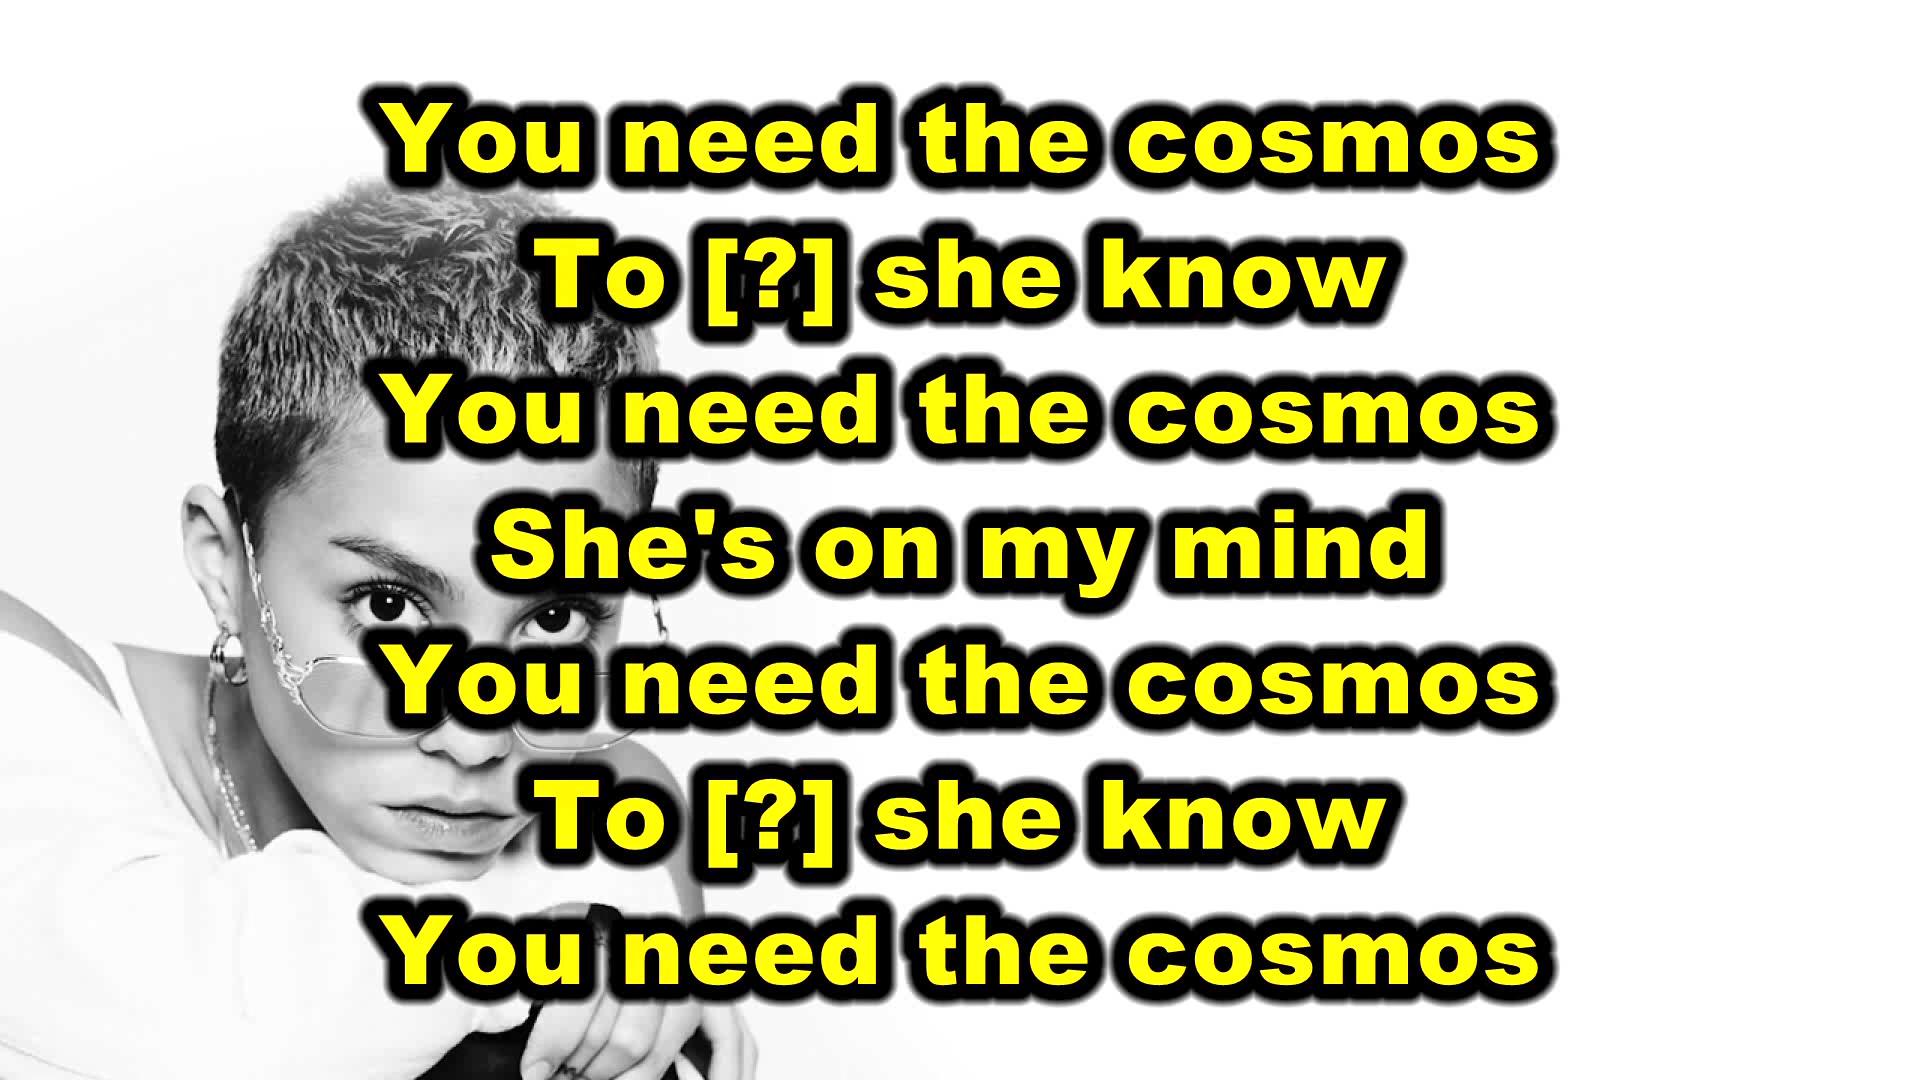 You need the cosmos
To [?] she know
You need the cosmos
She's on my mind
You need the cosmos
To [?] she know
You need the cosmos